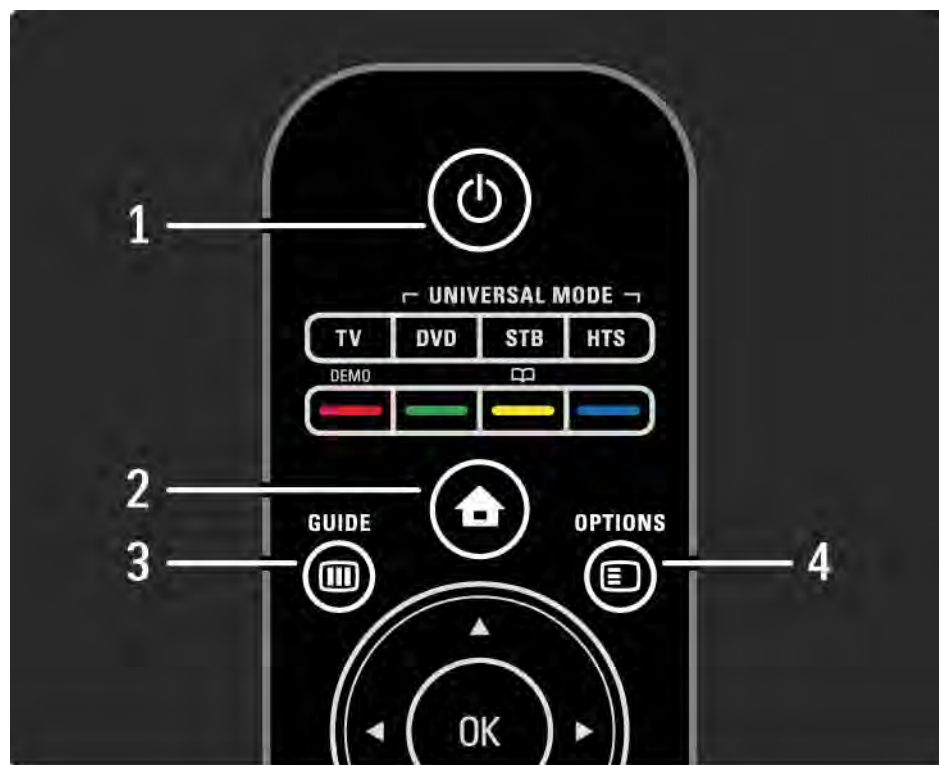 1
UNIVERSAL MODE
TV DVD STB HTS
DEMO
2
GUIDE OPTIONS
3 4
OK